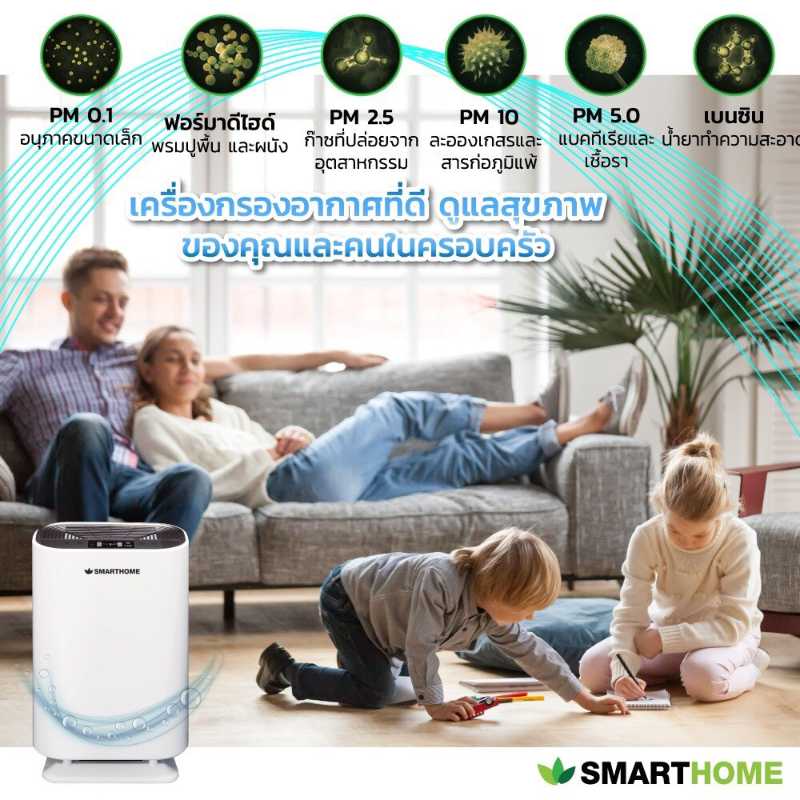 PM 0.1
อนุภาคขนาดเล็ก
ฟอร์มาดีไฮด์
พรมปูพื้น และผนัง
PM 2.5
ก๊าซที่ปล่อยจาก
อุตสาหกรรม
PM 10
ละอองเกสรและ
สารก่อภูมิแพ้
PM 5.0
แบคทีเรียและ
เชื้อรา
เบนซิน
น้ำยาทำความสะอาด
เครื่องกรองอากาศที่ดี ดูแลสุขภาพ
ของคุณและคนในครอบครัว
SMARTHOME
SMARTHOME